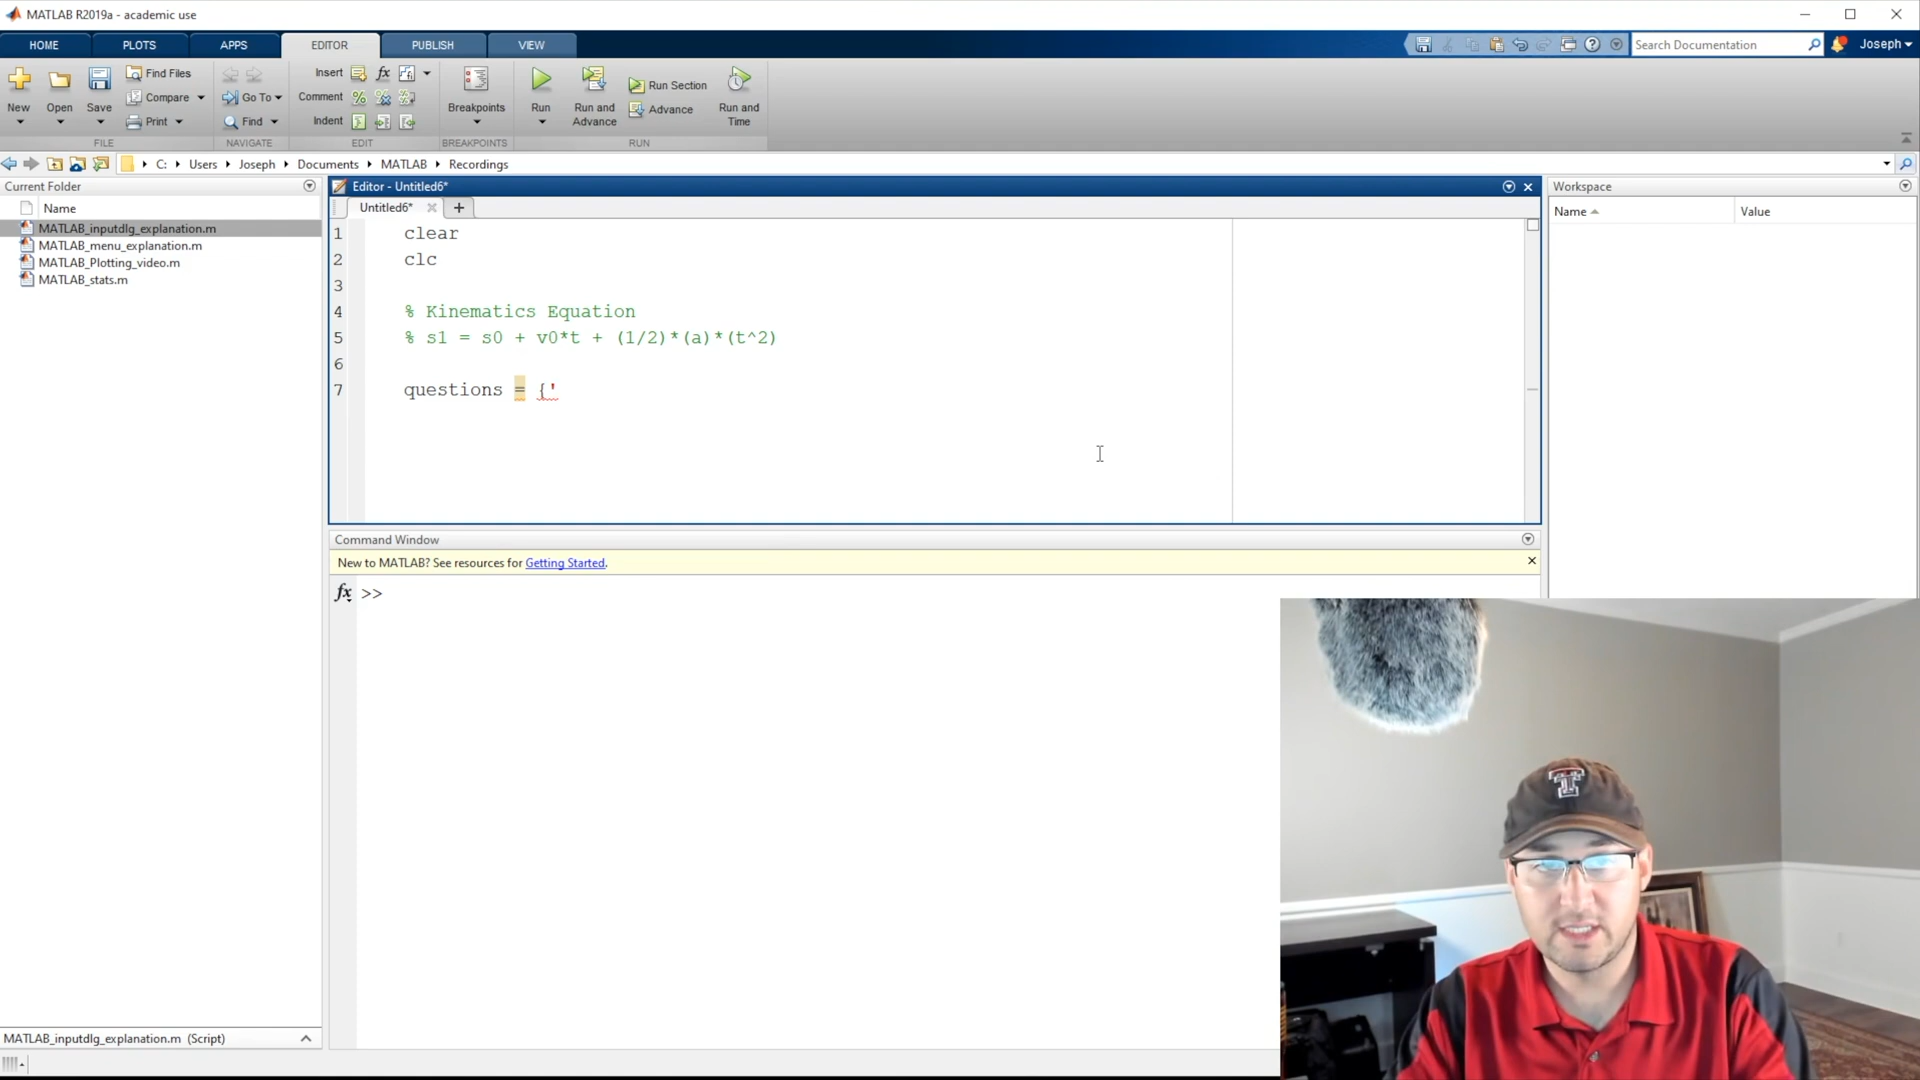 MATLAB R2019a - academic use
HOME PLOTS APPS EDITOR PUBLISH VIEW
Search Documentation
Joseph
New
Open
Save
Find Files
Compare
Print
FILE
Go To
Find
NAVIGATE
Insert fx
Comment
Indent
EDIT
Breakpoints
BREAKPOINTS
Run
Run and Advance
Run Section
Advance
Run and Time
RUN
C: Users Joseph Documents MATLAB Recordings
Current Folder
Name
MATLAB_inputdlg_explanation.m
MATLAB_menu_explanation.m
MATLAB_Plotting_video.m
MATLAB_stats.m
MATLAB_inputdlg_explanation.m (Script)
Editor - Untitled6*
Untitled6* +
1 clear
2 clc
3
4 % Kinematics Equation
5 % s1 = s0 + v0*t + (1/2)*(a)*(t^2)
6
7 questions = {'
Command Window
New to MATLAB? See resources for Getting Started.
fx >>
Workspace
Name Value
T